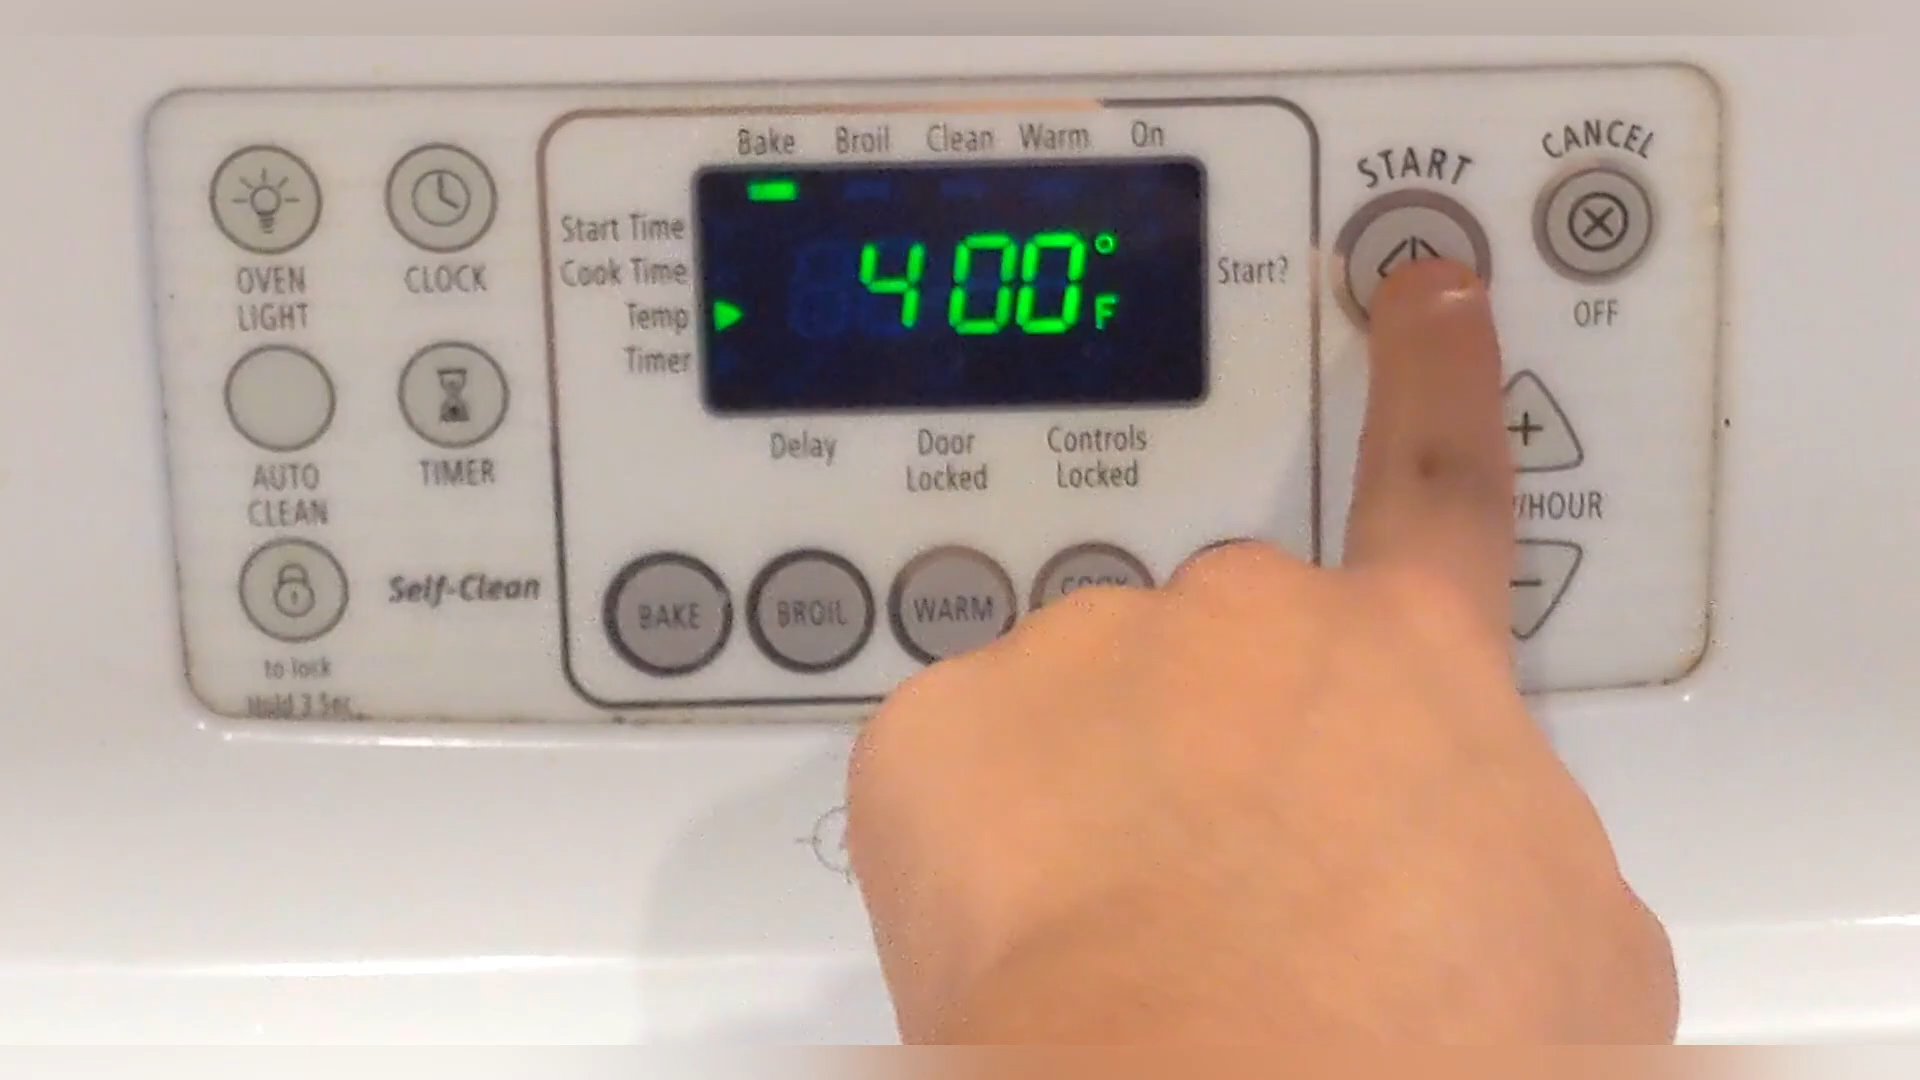 Bake Broil Clean Warm On
START
CANCEL
Start Time
Cook Time
Temp
Timer
400°F
Start?
OVEN
LIGHT
CLOCK
OFF
AUTO
CLEAN
TIMER
Delay
Door
Locked
Controls
Locked
+
/HOUR
-
Self-Clean
BAKE
BROIL
WARM
COOK
to lock
Hold 3 Sec.